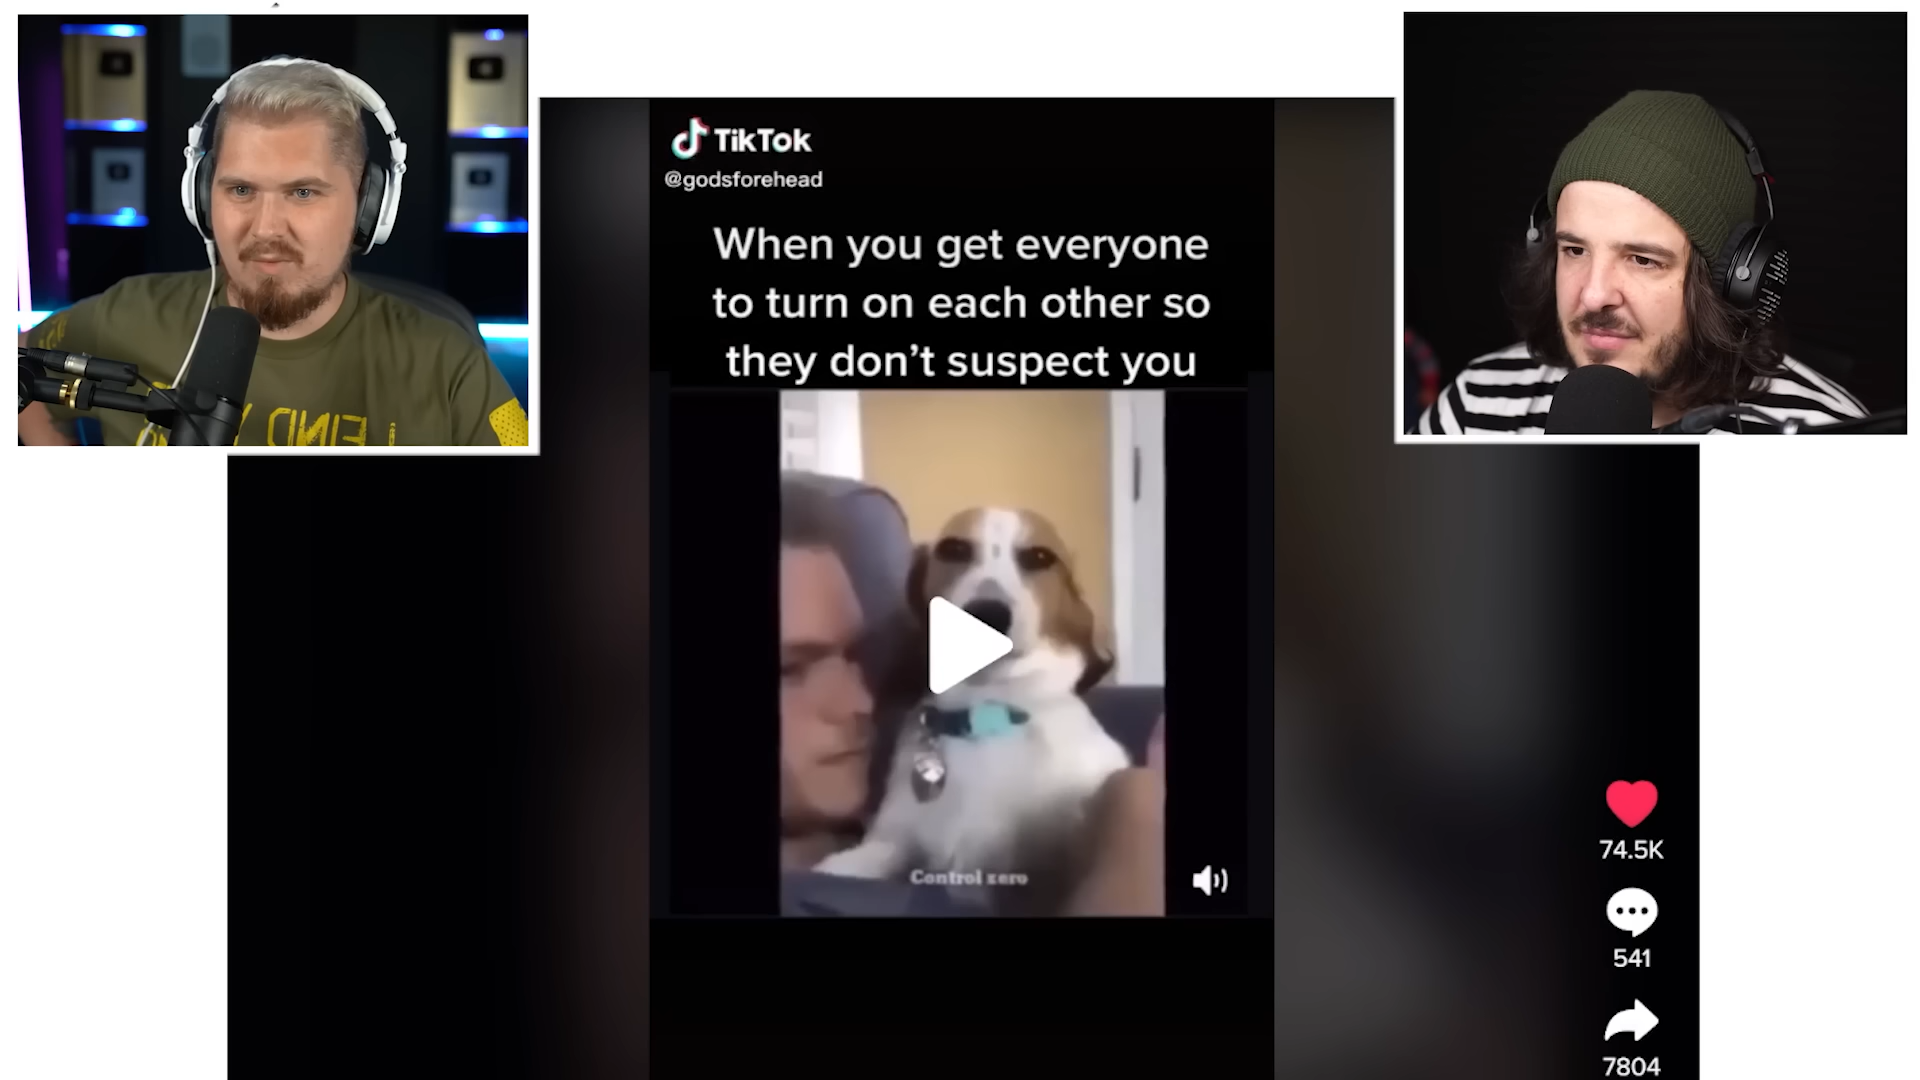 TikTok
@godsforehead
When you get everyone
to turn on each other so
they don't suspect you
Control zero
74.5K
541
7804